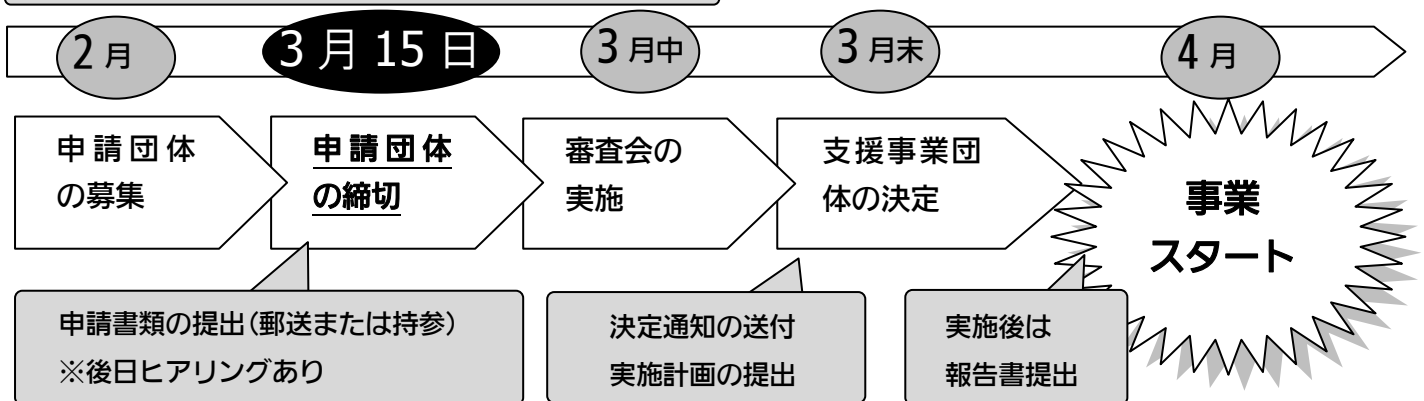 2月
3月15日
3月中
3月末
4月
申請団体
の募集
申請団体
の締切
審査会の
実施
支援事業団
体の決定
事業
スタート
申請書類の提出(郵送または持参)
※後日ヒアリングあり
決定通知の送付
実施計画の提出
実施後は
報告書提出